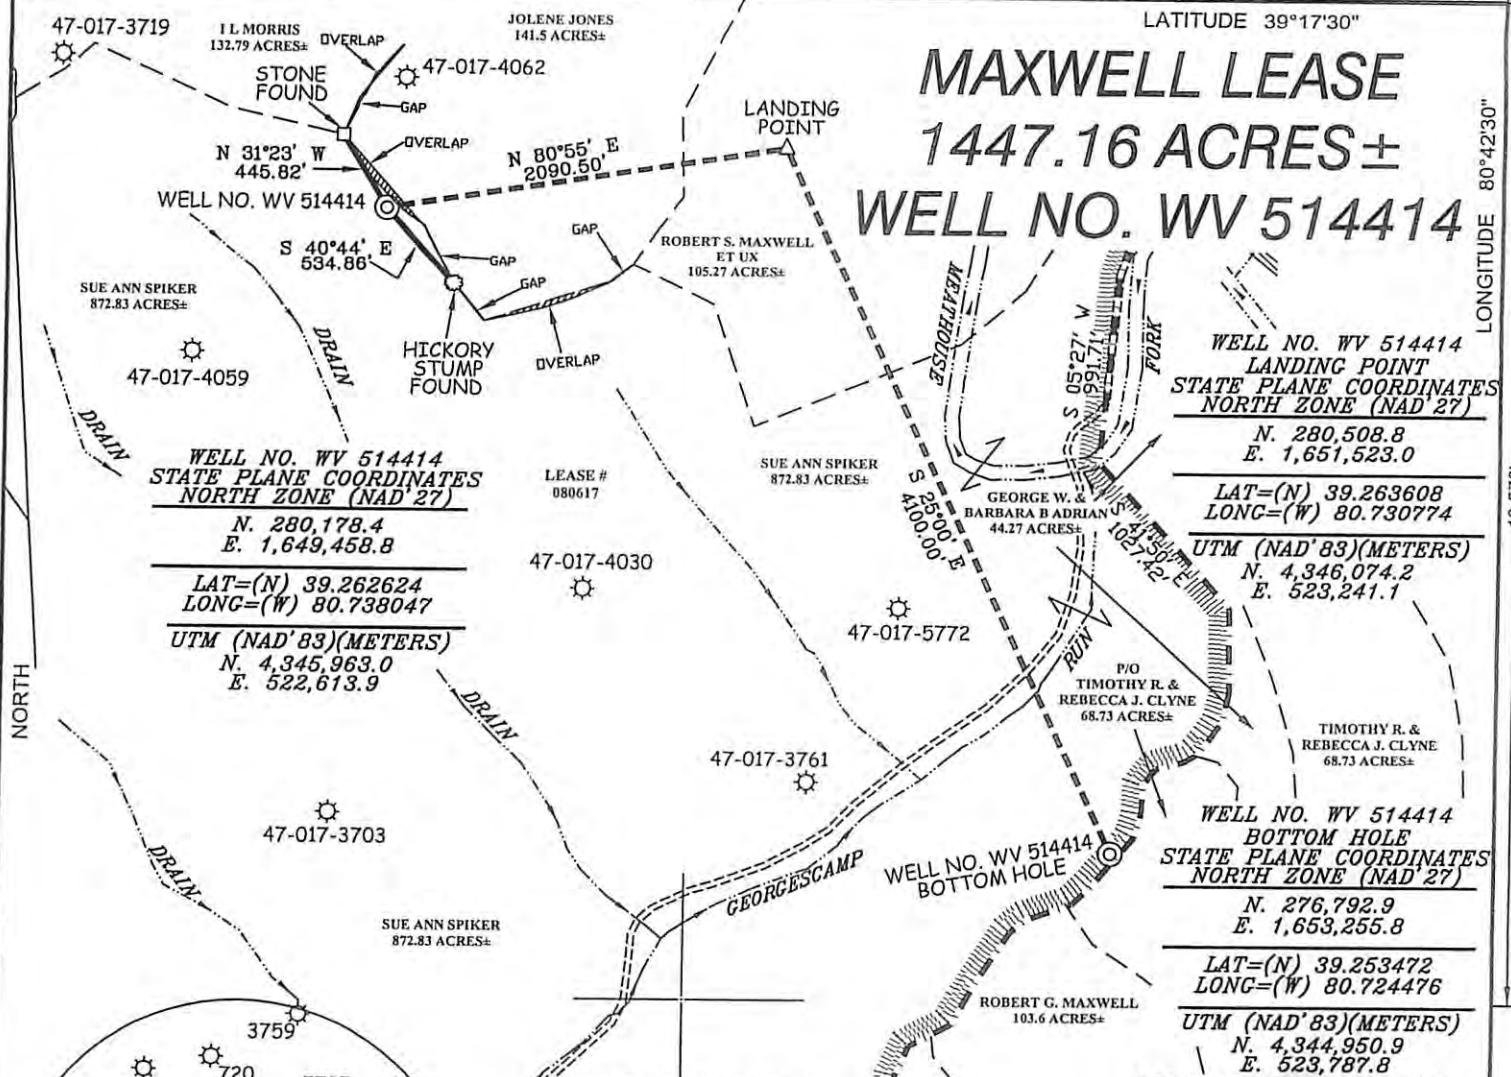 LATITUDE 39°17'30"
MAXWELL LEASE
1447.16 ACRES±
WELL NO. WV 514414
LONGITUDE 80°42'30"
47-017-3719
I L MORRIS
132.79 ACRES±
OVERLAP
JOLENE JONES
141.5 ACRES±
47-017-4062
STONE
FOUND
GAP
OVERLAP
N 31°23' W
445.82'
WELL NO. WV 514414
N 80°55' E
2090.50'
LANDING
POINT
S 40°44' E
534.86'
GAP
GAP
GAP
OVERLAP
HICKORY
STUMP
FOUND
ROBERT S. MAXWELL
ET UX
105.27 ACRES±
SUE ANN SPIKER
872.83 ACRES±
47-017-4059
DRAIN
DRAIN
MEATHOUSE
FORK
S 05°27' W
991.71'
WELL NO. WV 514414
LANDING POINT
STATE PLANE COORDINATES
NORTH ZONE (NAD'27)
N. 280,508.8
E. 1,651,523.0
LAT=(N) 39.263608
LONG=(W) 80.730774
UTM (NAD'83)(METERS)
N. 4,346,074.2
E. 523,241.1
WELL NO. WV 514414
STATE PLANE COORDINATES
NORTH ZONE (NAD'27)
N. 280,178.4
E. 1,649,458.8
LAT=(N) 39.262624
LONG=(W) 80.738047
UTM (NAD'83)(METERS)
N. 4,345,963.0
E. 522,613.9
LEASE #
080617
SUE ANN SPIKER
872.83 ACRES±
S 25°00' E
4100.00'
GEORGE W. &
BARBARA B ADRIAN
44.27 ACRES±
S 41°50' E
1027.42'
47-017-4030
47-017-5772
RUN
P/O
TIMOTHY R. &
REBECCA J. CLYNE
68.73 ACRES±
TIMOTHY R. &
REBECCA J. CLYNE
68.73 ACRES±
NORTH
DRAIN
47-017-3761
47-017-3703
DRAIN
GEORGESCAMP
WELL NO. WV 514414
BOTTOM HOLE
WELL NO. WV 514414
BOTTOM HOLE
STATE PLANE COORDINATES
NORTH ZONE (NAD'27)
N. 276,792.9
E. 1,653,255.8
LAT=(N) 39.253472
LONG=(W) 80.724476
UTM (NAD'83)(METERS)
N. 4,344,950.9
E. 523,787.8
SUE ANN SPIKER
872.83 ACRES±
ROBERT G. MAXWELL
103.6 ACRES±
3759
720